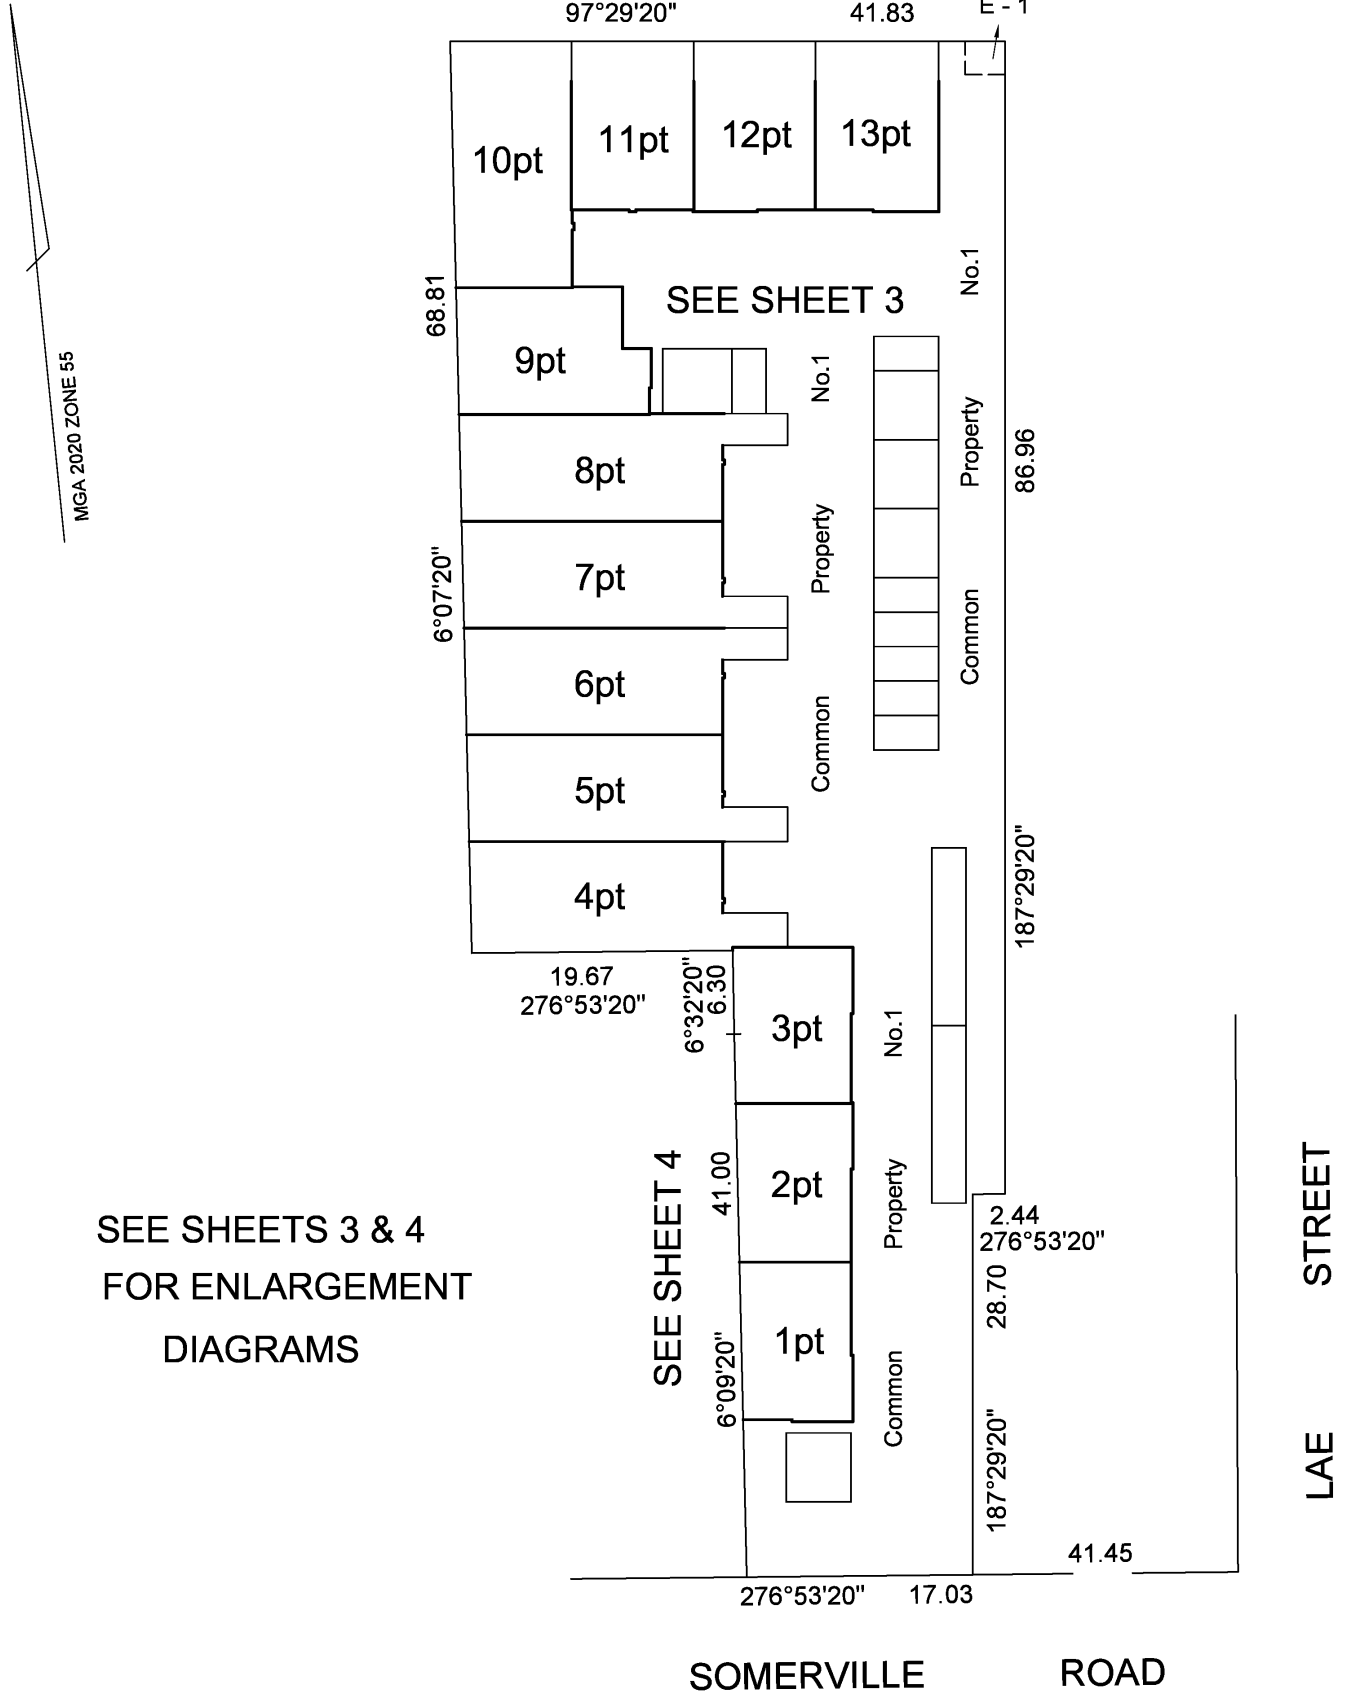 97°29'20"
41.83
E - 1
10pt
11pt
12pt
13pt
No.1
SEE SHEET 3
68.81
9pt
No.1
MGA 2020 ZONE 55
Property
86.96
8pt
Property
7pt
6°07'20"
Common
6pt
Common
5pt
187°29'20"
4pt
19.67
276°53'20"
6°32'20"
6.30
3pt
No.1
SEE SHEET 4
41.00
2pt
Property
2.44
276°53'20"
STREET
SEE SHEETS 3 & 4
FOR ENLARGEMENT
DIAGRAMS
28.70
1pt
6°09'20"
Common
187°29'20"
LAE
41.45
276°53'20"
17.03
SOMERVILLE ROAD